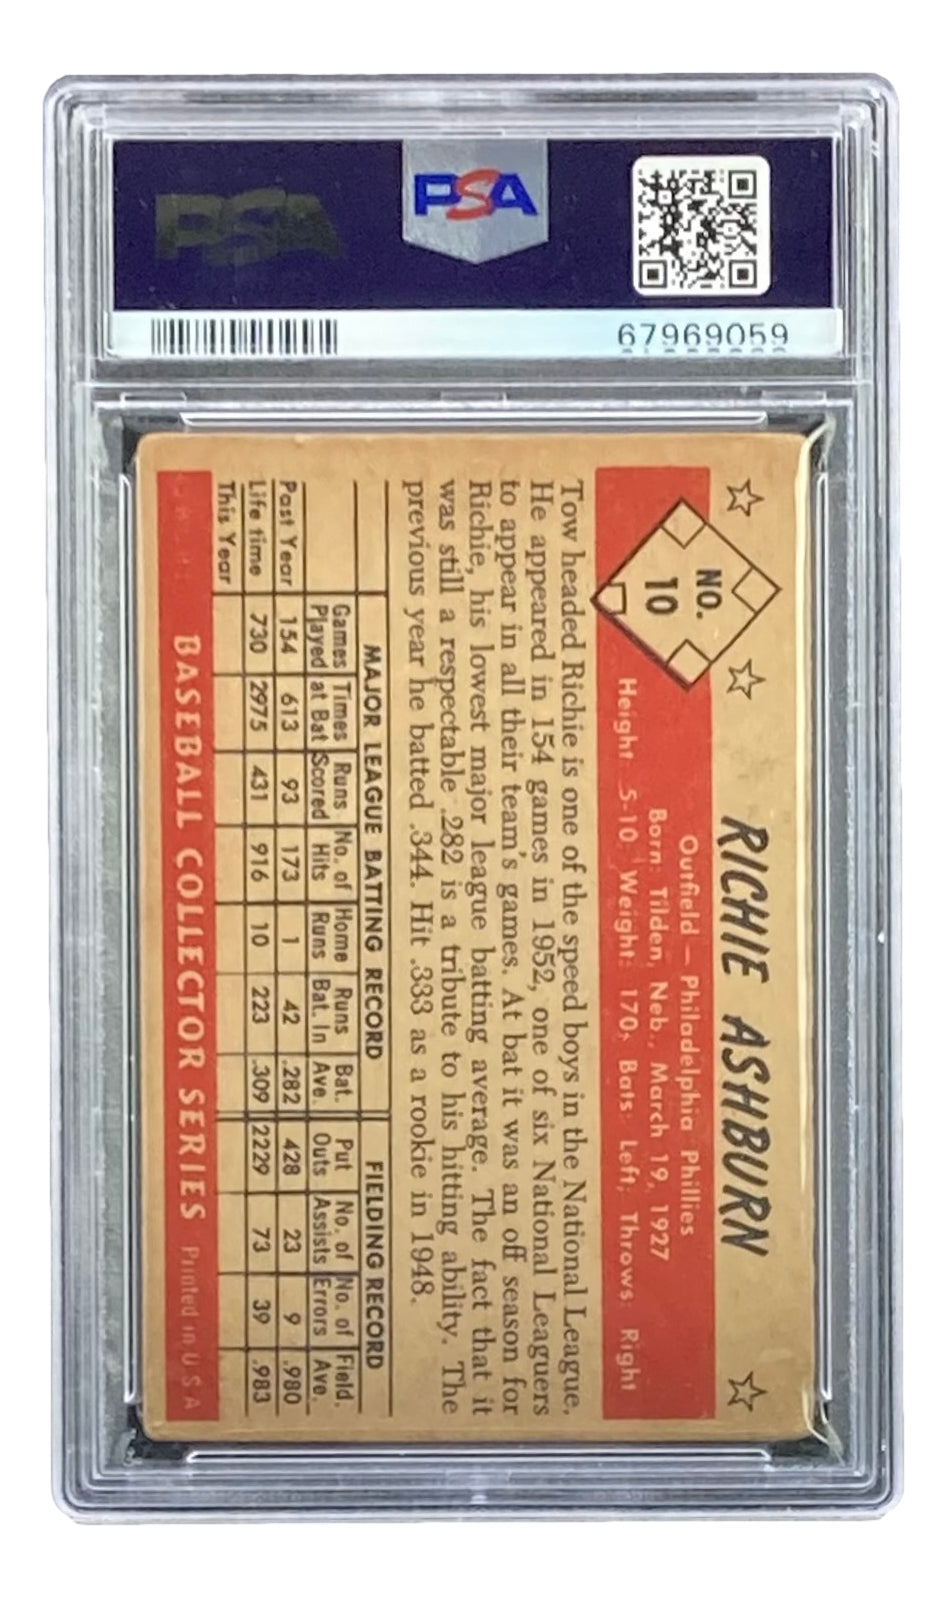 PSA
PSA
67969059
NO.
10
RICHIE ASHBURN
Outfield — Philadelphia Phillies
Born: Tilden, Neb., March 19, 1927
Height: 5-10 Weight: 170; Bats: Left; Throws: Right
Tow headed Richie is one of the speed boys in the National League.
He appeared in 154 games in 1952, one of six National Leaguers
to appear in all their team's games. At bat it was an off season for
Richie, his lowest major league batting average. The fact that it
was still a respectable .282 is a tribute to his hitting ability. The
previous year he batted .344. Hit .333 as a rookie in 1948.
MAJOR LEAGUE BATTING RECORD FIELDING RECORD
Games Times Runs No. of Home Runs Bat. Put No. of No. of Field.
Played at Bat Scored Hits Runs Bat. In Ave. Outs Assists Errors Ave.
Past Year 154 613 93 173 1 42 .282 428 23 9 .980
Life time 730 2975 431 916 10 223 .309 2229 73 39 .983
This Year
BASEBALL COLLECTOR SERIES Printed in U S A